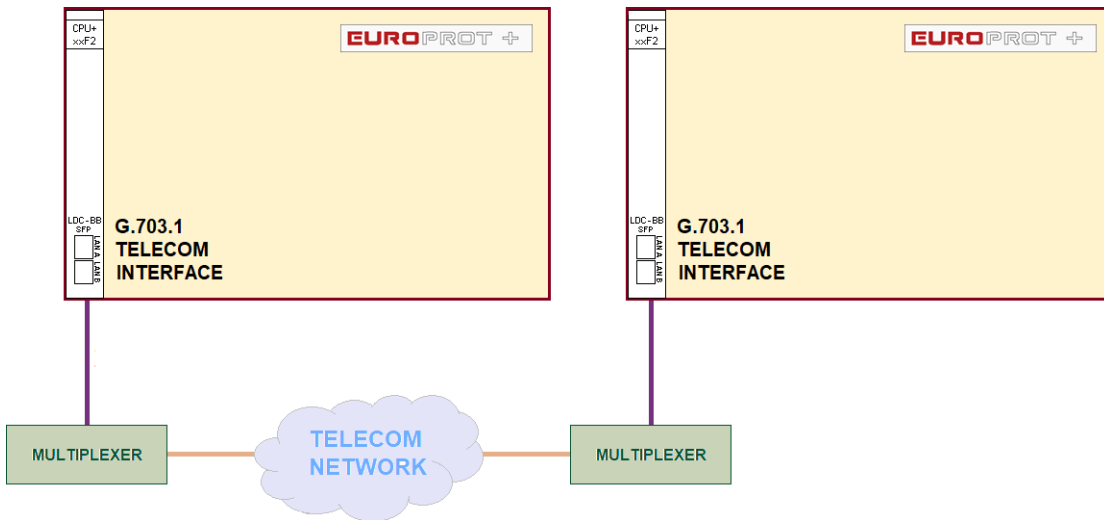 CPU+
xxF2
EUROPROT +
LDC-BB
SFP
LAN A
LAN B
G.703.1
TELECOM
INTERFACE
CPU+
xxF2
EUROPROT +
LDC-BB
SFP
LAN A
LAN B
G.703.1
TELECOM
INTERFACE
MULTIPLEXER
TELECOM
NETWORK
MULTIPLEXER